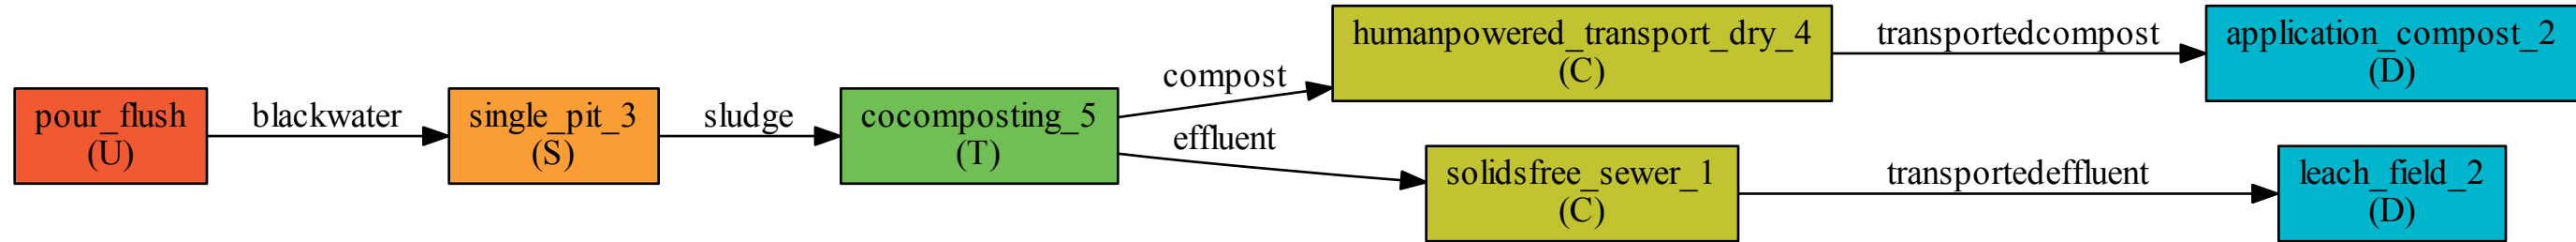 pour_flush
(U)
blackwater
single_pit_3
(S)
sludge
cocomposting_5
(T)
compost
effluent
humanpowered_transport_dry_4
(C)
transportedcompost
application_compost_2
(D)
solidsfree_sewer_1
(C)
transportedeffluent
leach_field_2
(D)